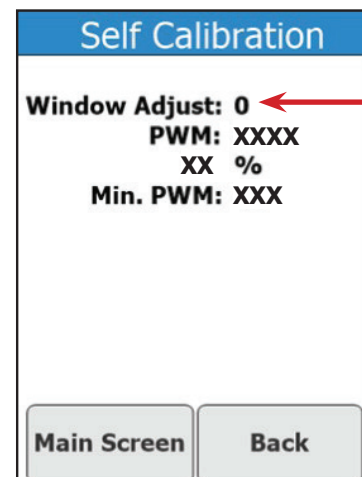 Self Calibration
Window Adjust: 0
PWM: XXXX
XX %
Min. PWM: XXX
Main Screen Back